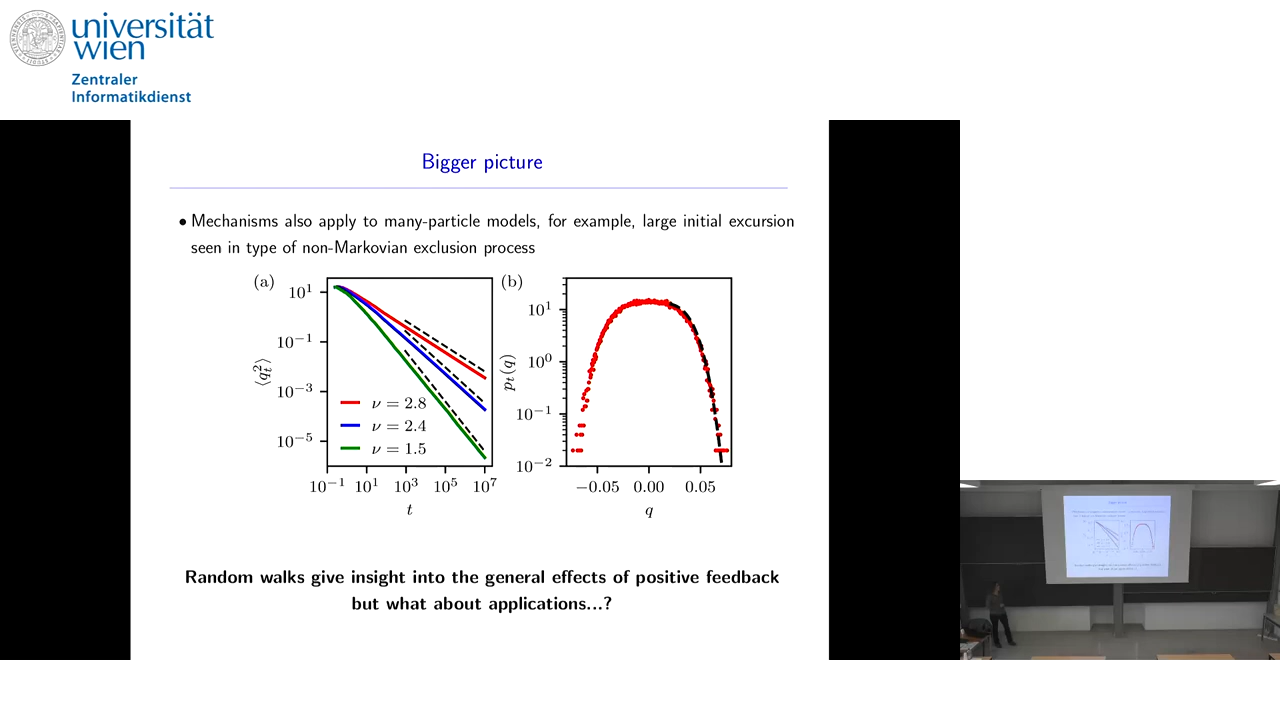 universität
wien
Zentraler
Informatikdienst
Bigger picture
• Mechanisms also apply to many-particle models, for example, large initial excursion
seen in type of non-Markovian exclusion process
(a)
10¹
10⁻¹
10⁻³
10⁻⁵
⟨q²ₜ⟩
ν = 2.8
ν = 2.4
ν = 1.5
10⁻¹ 10¹ 10³ 10⁵ 10⁷
t
(b)
10¹
10⁰
10⁻¹
10⁻²
pₜ(q)
−0.05 0.00 0.05
q
Random walks give insight into the general effects of positive feedback
but what about applications...?